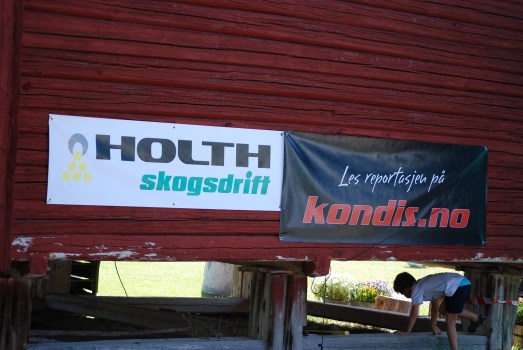 HOLTH
skogsdrift
Les reportasjen på
kondis.no